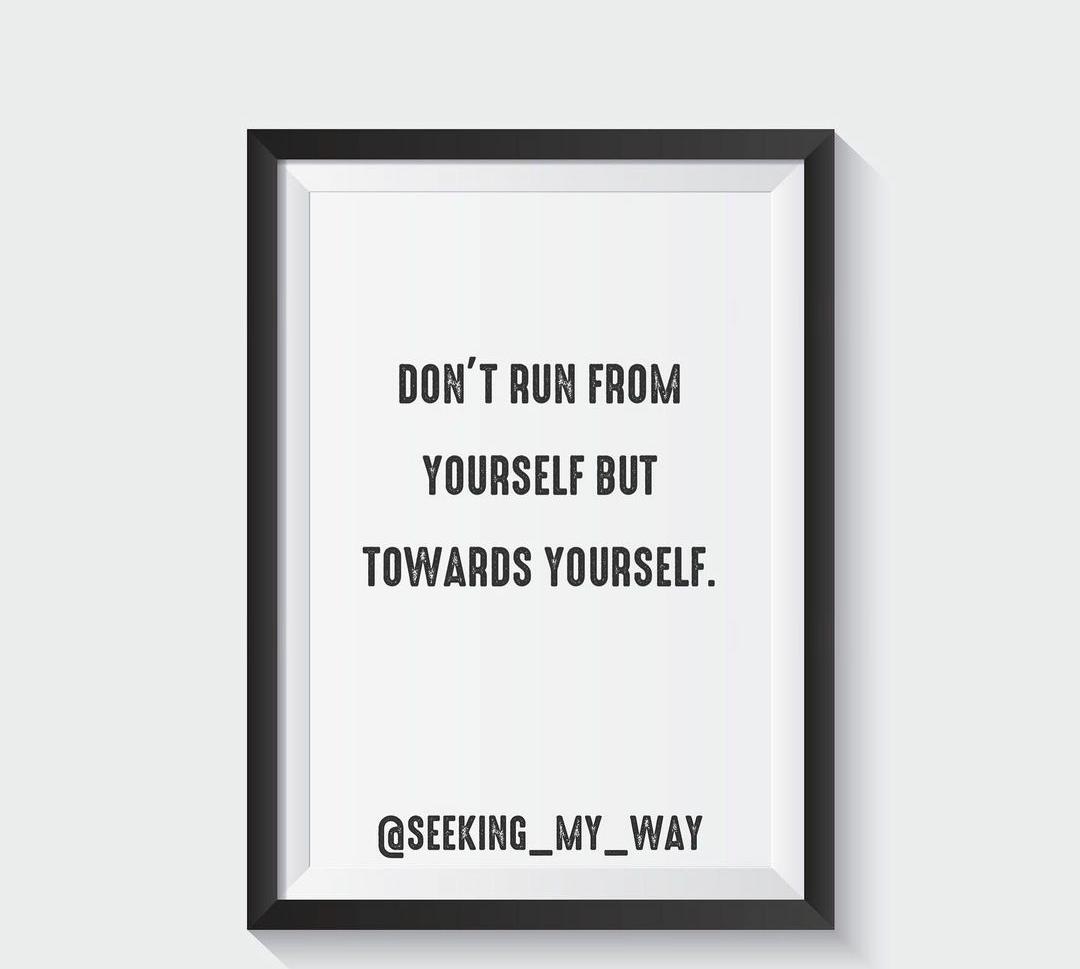 DON'T RUN FROM
YOURSELF BUT
TOWARDS YOURSELF.
@SEEKING_MY_WAY